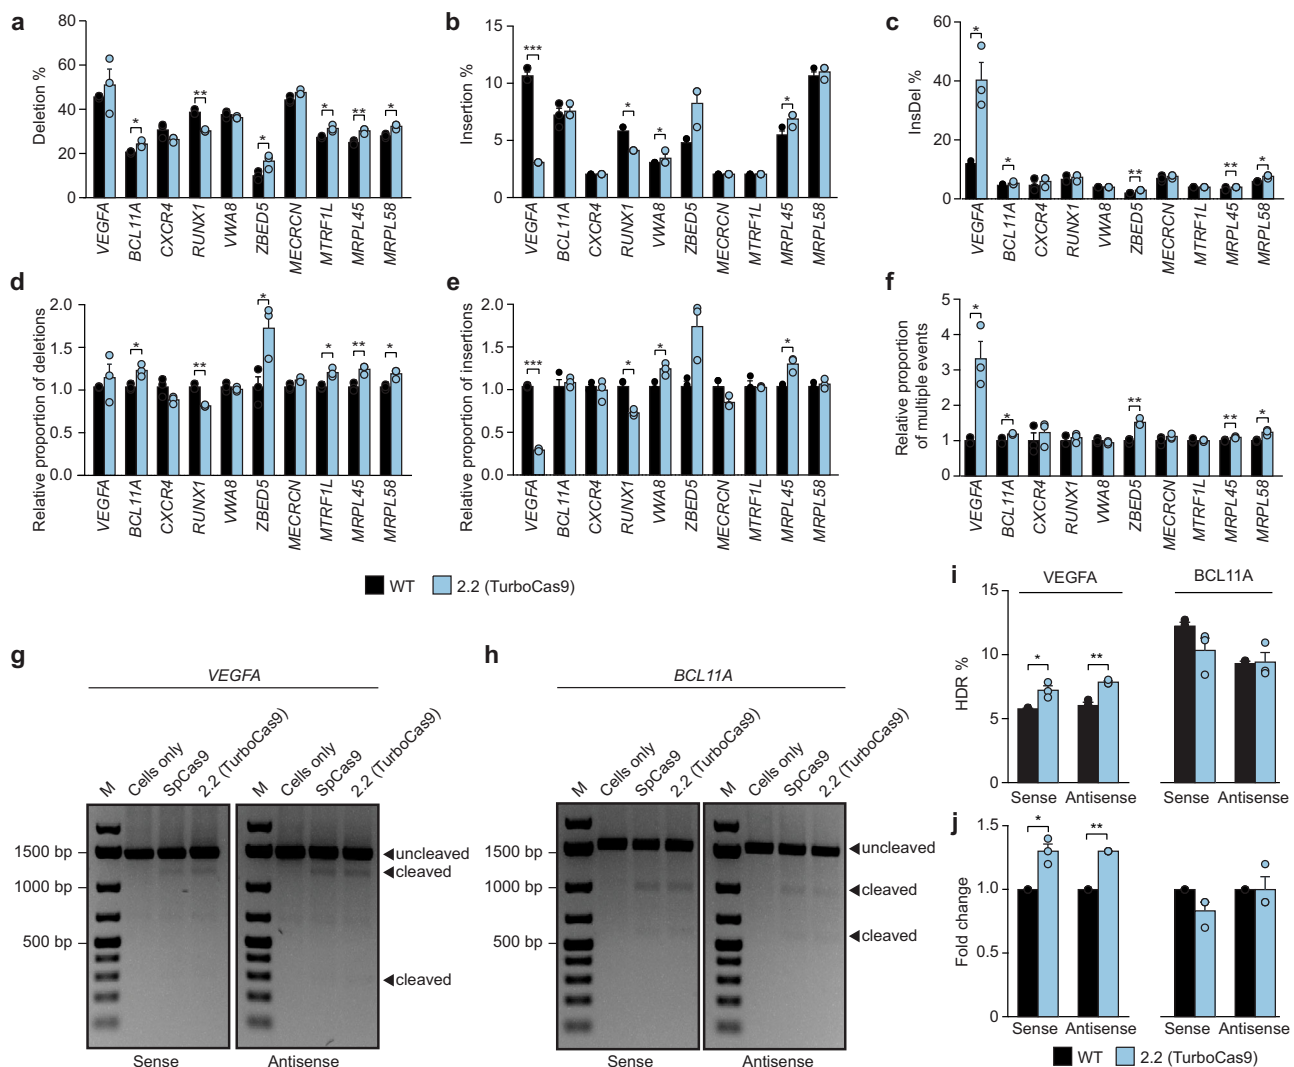 a
Deletion %
80
60
40
20
0
*
**
*
*
**
*
VEGFA
BCL11A
CXCR4
RUNX1
VWA8
ZBED5
MECRCN
MTRF1L
MRPL45
MRPL58
b
Insertion %
15
10
5
0
***
*
*
*
VEGFA
BCL11A
CXCR4
RUNX1
VWA8
ZBED5
MECRCN
MTRF1L
MRPL45
MRPL58
c
InsDel %
60
40
20
0
*
*
**
**
*
VEGFA
BCL11A
CXCR4
RUNX1
VWA8
ZBED5
MECRCN
MTRF1L
MRPL45
MRPL58
d
Relative proportion of deletions
2.0
1.5
1.0
0.5
0.0
*
**
*
*
**
*
VEGFA
BCL11A
CXCR4
RUNX1
VWA8
ZBED5
MECRCN
MTRF1L
MRPL45
MRPL58
e
Relative proportion of insertions
2.0
1.5
1.0
0.5
0.0
***
*
*
*
VEGFA
BCL11A
CXCR4
RUNX1
VWA8
ZBED5
MECRCN
MTRF1L
MRPL45
MRPL58
f
Relative proportion
of multiple events
5
4
3
2
1
0
*
*
**
**
*
VEGFA
BCL11A
CXCR4
RUNX1
VWA8
ZBED5
MECRCN
MTRF1L
MRPL45
MRPL58
WT 2.2 (TurboCas9)
g
VEGFA
M
Cells only
SpCas9
2.2 (TurboCas9)
M
Cells only
SpCas9
2.2 (TurboCas9)
1500 bp
1000 bp
500 bp
uncleaved
cleaved
cleaved
Sense
Antisense
h
BCL11A
M
Cells only
SpCas9
2.2 (TurboCas9)
M
Cells only
SpCas9
2.2 (TurboCas9)
1500 bp
1000 bp
500 bp
uncleaved
cleaved
cleaved
Sense
Antisense
i
VEGFA
BCL11A
HDR %
15
10
5
0
*
**
Sense
Antisense
Sense
Antisense
j
Fold change
1.5
1.0
0.5
0
*
**
Sense
Antisense
Sense
Antisense
WT 2.2 (TurboCas9)